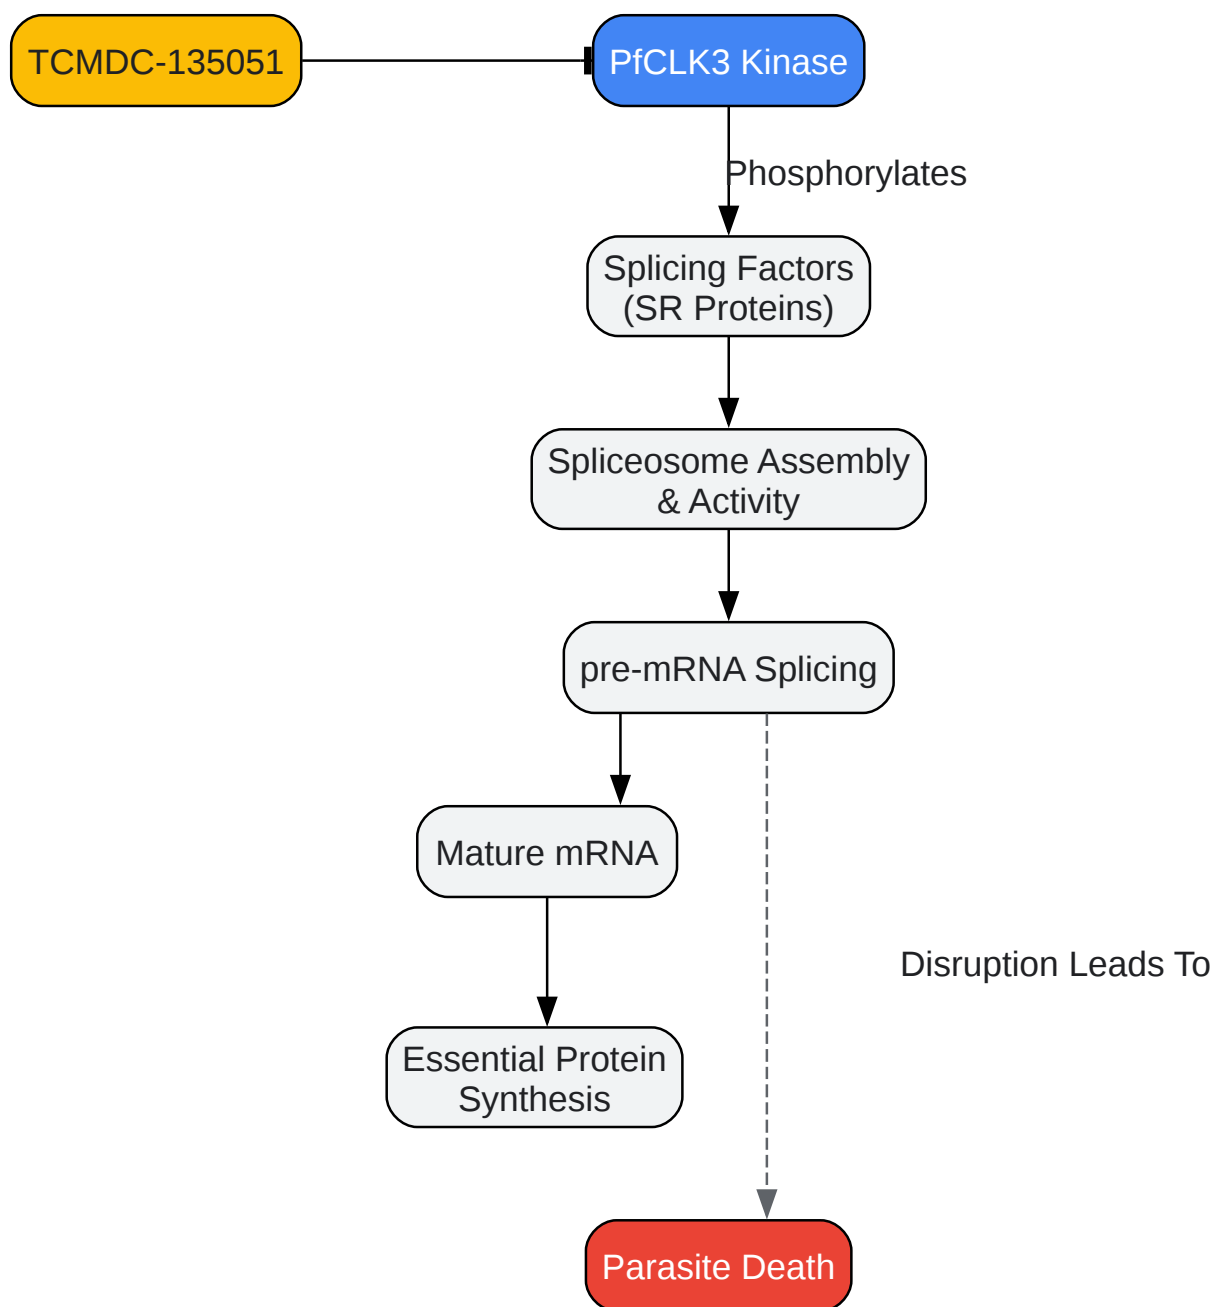 TCMDC-135051
PfCLK3 Kinase
Phosphorylates
Splicing Factors
(SR Proteins)
Spliceosome Assembly
& Activity
pre-mRNA Splicing
Mature mRNA
Disruption Leads To
Essential Protein
Synthesis
Parasite Death